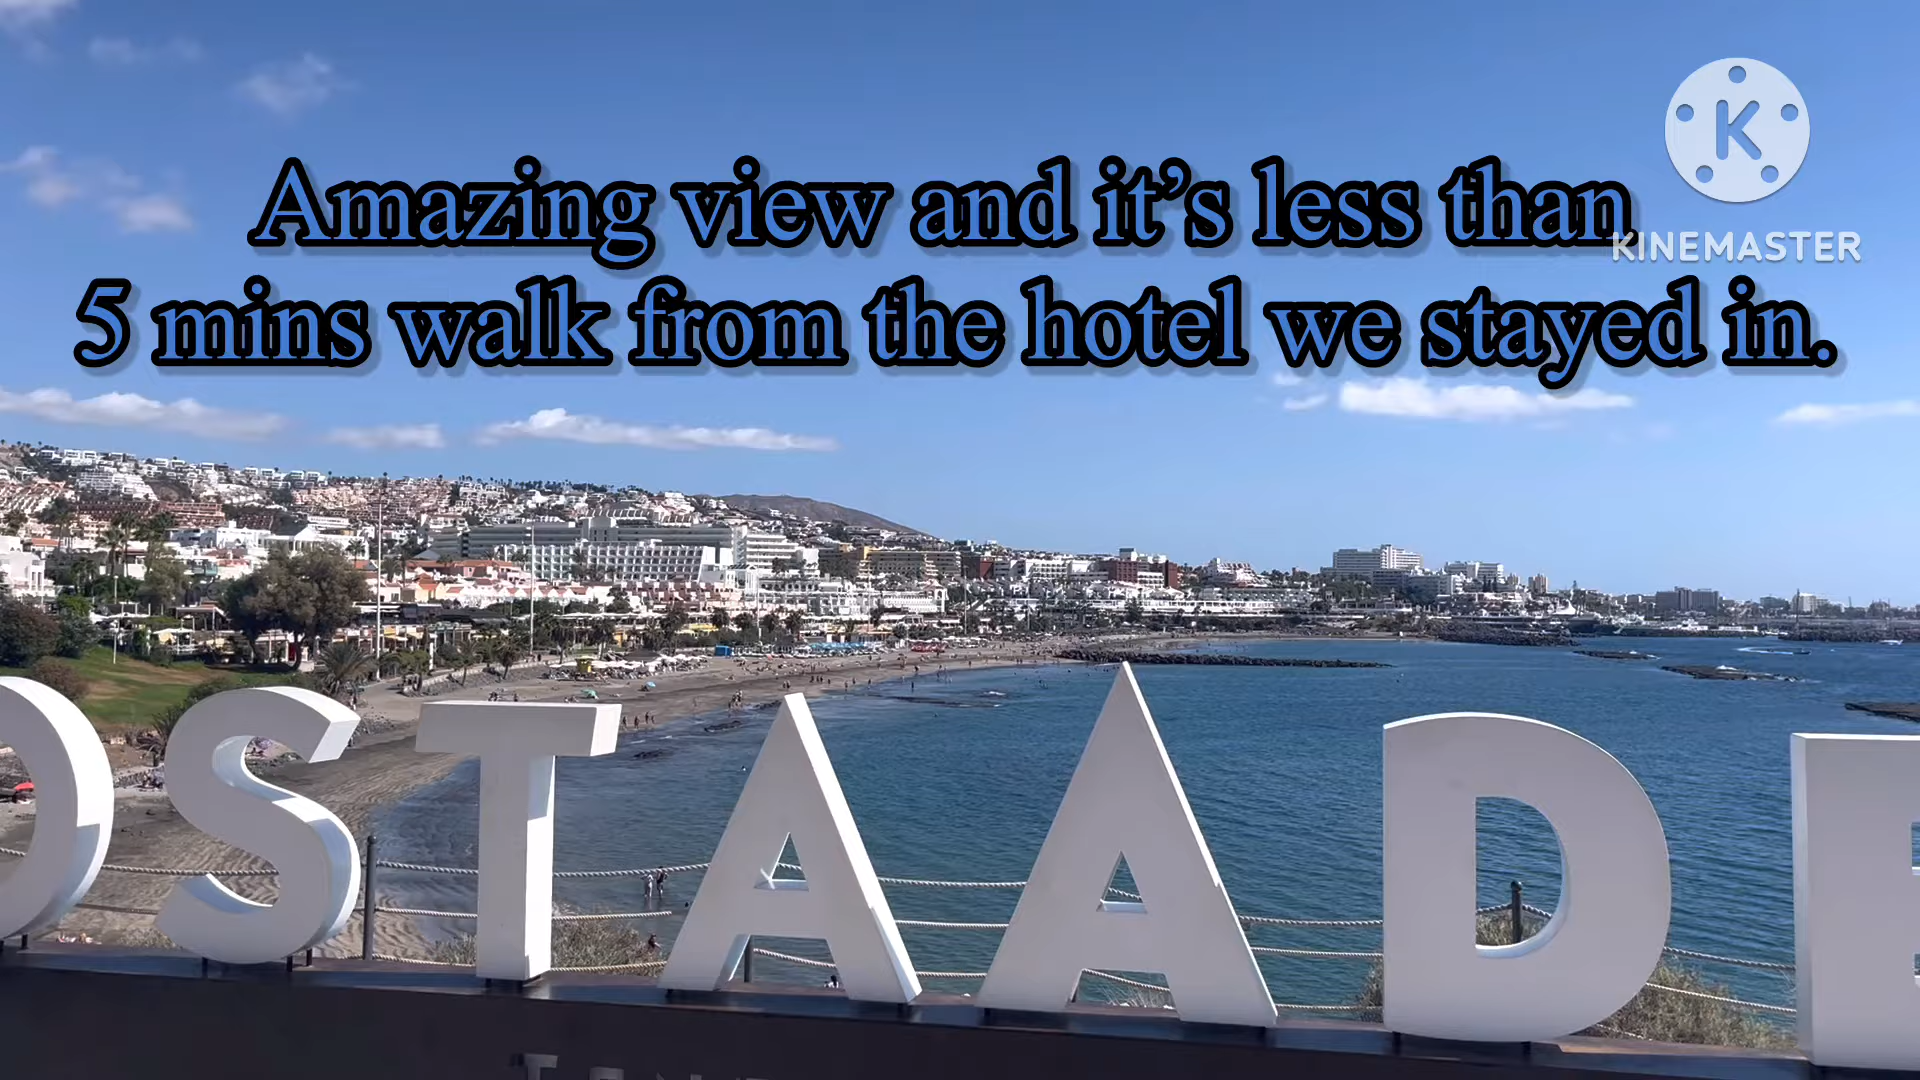 Amazing view and it's less than
5 mins walk from the hotel we stayed in.
K
KINEMASTER
OSTA ADE